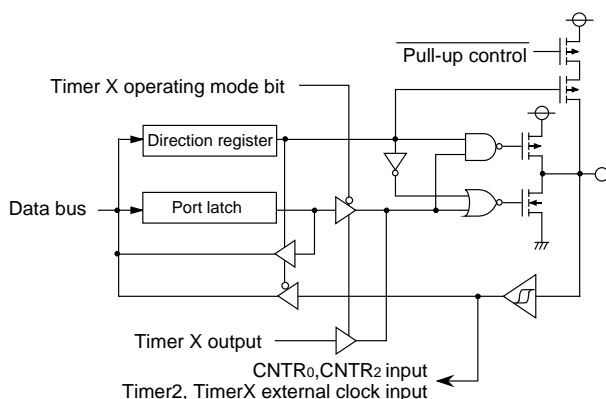 Pull-up control
Timer X operating mode bit
Direction register
Data bus
Port latch
Timer X output
CNTR0,CNTR2 input
Timer2, TimerX external clock input